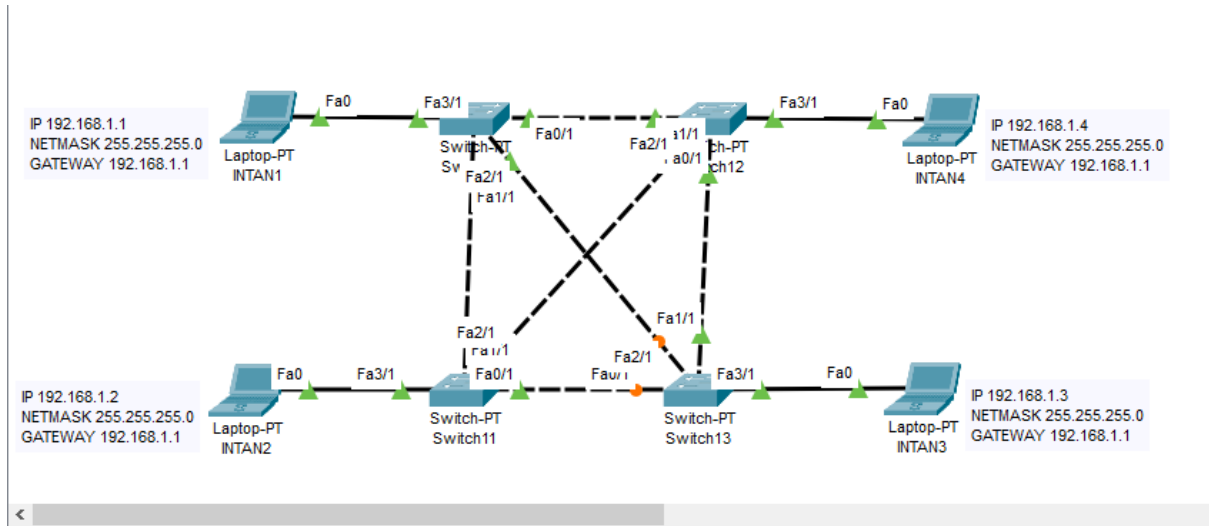 IP 192.168.1.1
NETMASK 255.255.255.0
GATEWAY 192.168.1.1
Fa0
Laptop-PT
INTAN1
Fa3/1
Switch-PT
Fa0/1
Fa2/1
Fa1/1
Fa2/1
Fa3/1
Fa0
Laptop-PT
INTAN4
IP 192.168.1.4
NETMASK 255.255.255.0
GATEWAY 192.168.1.1
IP 192.168.1.2
NETMASK 255.255.255.0
GATEWAY 192.168.1.1
Fa0
Laptop-PT
INTAN2
Fa3/1
Fa2/1
Fa0/1
Switch-PT
Switch11
Fa2/1
Fa1/1
Fa3/1
Switch-PT
Switch13
Fa0
Laptop-PT
INTAN3
IP 192.168.1.3
NETMASK 255.255.255.0
GATEWAY 192.168.1.1